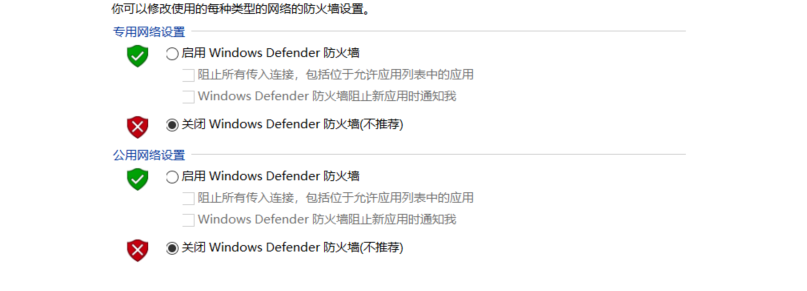 你可以修改使用的每种类型的网络的防火墙设置。
专用网络设置
启用 Windows Defender 防火墙
阻止所有传入连接，包括位于允许应用列表中的应用
Windows Defender 防火墙阻止新应用时通知我
关闭 Windows Defender 防火墙(不推荐)
公用网络设置
启用 Windows Defender 防火墙
阻止所有传入连接，包括位于允许应用列表中的应用
Windows Defender 防火墙阻止新应用时通知我
关闭 Windows Defender 防火墙(不推荐)